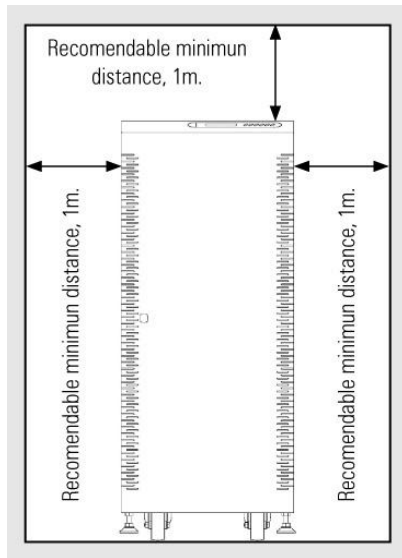 Recomendable minimun
distance, 1m.
Recomendable minimun distance, 1m.
Recomendable minimun distance, 1m.